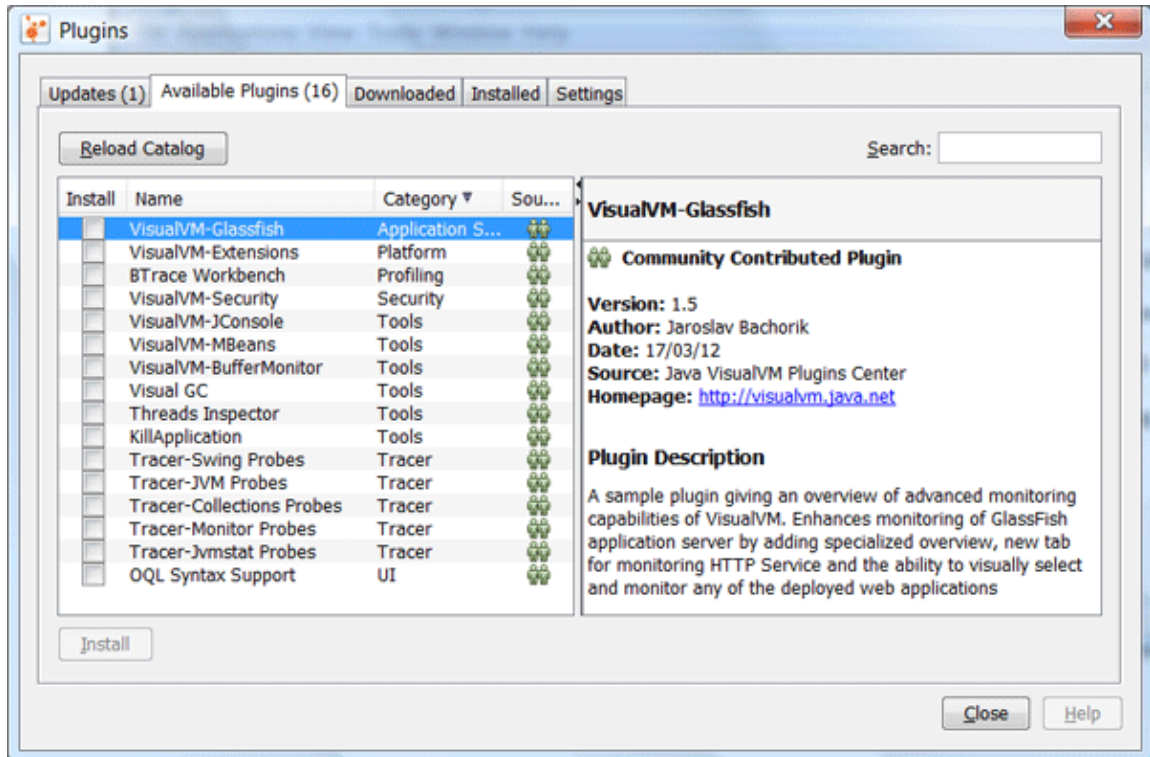 Plugins
Updates (1) Available Plugins (16) Downloaded Installed Settings
Reload Catalog Search:
Install Name Category Sou...
VisualVM-Glassfish Application S...
VisualVM-Extensions Platform
BTrace Workbench Profiling
VisualVM-Security Security
VisualVM-JConsole Tools
VisualVM-MBeans Tools
VisualVM-BufferMonitor Tools
Visual GC Tools
Threads Inspector Tools
KillApplication Tools
Tracer-Swing Probes Tracer
Tracer-JVM Probes Tracer
Tracer-Collections Probes Tracer
Tracer-Monitor Probes Tracer
Tracer-Jvmstat Probes Tracer
OQL Syntax Support UI
VisualVM-Glassfish
Community Contributed Plugin
Version: 1.5
Author: Jaroslav Bachorik
Date: 17/03/12
Source: Java VisualVM Plugins Center
Homepage: http://visualvm.java.net
Plugin Description
A sample plugin giving an overview of advanced monitoring
capabilities of VisualVM. Enhances monitoring of GlassFish
application server by adding specialized overview, new tab
for monitoring HTTP Service and the ability to visually select
and monitor any of the deployed web applications
Install
Close Help